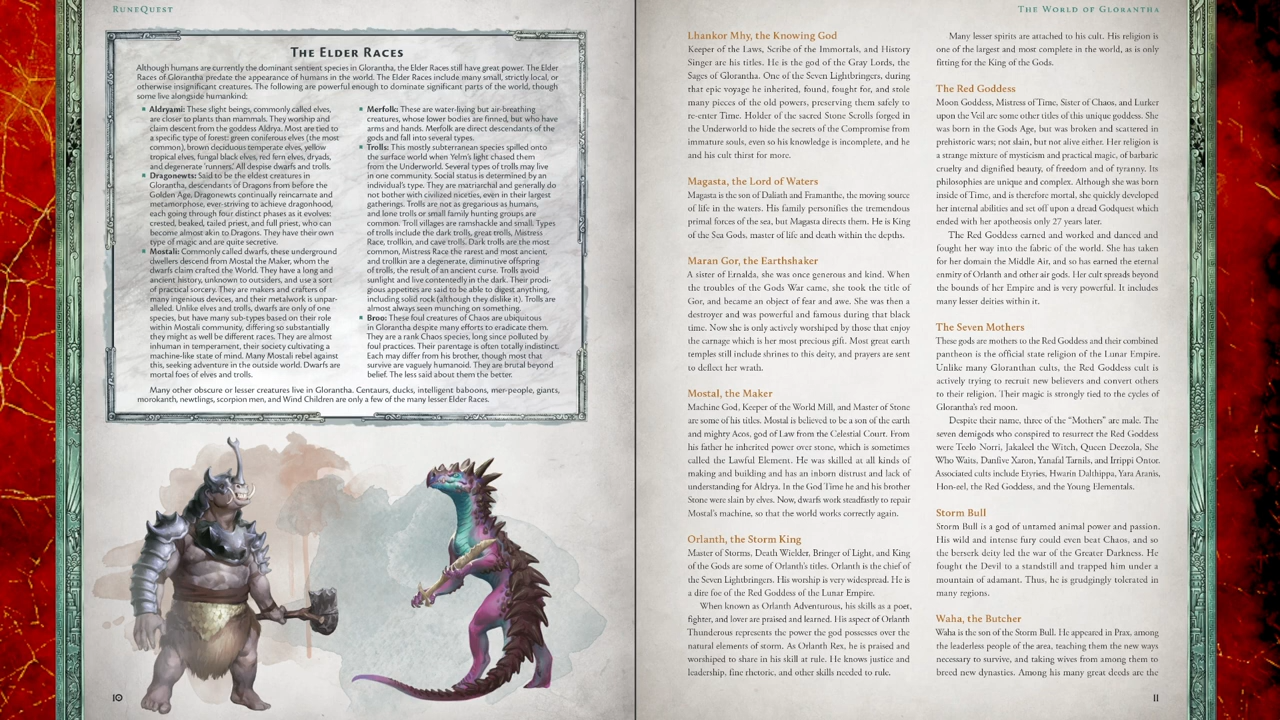 RuneQuest
The Elder Races
Although humans are currently the dominant sentient species in Glorantha, the Elder Races still have great power. The Elder
Races of Glorantha predate the appearance of humans in the world. The Elder Races include many small, strictly local, or
otherwise insignificant creatures. The following are powerful enough to dominate significant parts of the world, though
some live alongside humankind:
Aldryami: These slight beings, commonly called elves,
are closer to plants than mammals. They worship and
claim descent from the goddess Aldrya. Most are tied to
a specific type of forest: green coniferous elves (the most
common), brown deciduous temperate elves, yellow
tropical elves, fungal black elves, red fern elves, dryads,
and degenerate 'runners.' All despise dwarfs and trolls.
Dragonewts: Said to be the eldest creatures in
Glorantha, descendants of Dragons from before the
Golden Age, Dragonewts continually reincarnate and
metamorphose, ever-striving to achieve dragonhood,
each going through four distinct phases as it evolves:
crested, beaked, tailed priest, and full priest, who can
become almost akin to Dragons. They have their own
type of magic and are quite secretive.
Mostali: Commonly called dwarfs, these underground
dwellers descend from Mostal the Maker, whom the
dwarfs claim crafted the World. They have a long and
ancient history, unknown to outsiders, and use a sort
of practical sorcery. They are makers and crafters of
many ingenious devices, and their metalwork is unpar-
alleled. Unlike elves and trolls, dwarfs are only of one
species, but have many sub-types based on their role
within Mostali community, differing so substantially
they might as well be different races. They are almost
inhuman in temperament, their society cultivating a
machine-like state of mind. Many Mostali rebel against
this, seeking adventure in the outside world. Dwarfs are
mortal foes of elves and trolls.
Merfolk: These are water-living but air-breathing
creatures, whose lower bodies are finned, but who have
arms and hands. Merfolk are direct descendants of the
gods and fall into several types.
Trolls: This mostly subterranean species spilled onto
the surface world when Yelm's light chased them
from the Underworld. Several types of trolls may live
in one community. Social status is determined by an
individual's type. They are matriarchal and generally do
not bother with civilized niceties, even in their largest
gatherings. Trolls are not as gregarious as humans,
and lone trolls or small family hunting groups are
common. Troll villages are ramshackle and small. Types
of trolls include the dark trolls, great trolls, Mistress
Race, trollkin, and cave trolls. Dark trolls are the most
common, Mistress Race the rarest and most ancient,
and trollkin are a degenerate, diminutive offspring
of trolls, the result of an ancient curse. Trolls avoid
sunlight and live contentedly in the dark. Their prodi-
gious appetites are said to be able to digest anything,
including solid rock (although they dislike it). Trolls are
almost always seen munching on something.
Broo: These foul creatures of Chaos are ubiquitous
in Glorantha despite many efforts to eradicate them.
They are a rank Chaos species, long since polluted by
foul practices. Their parentage is often totally indistinct.
Each may differ from his brother, though most that
survive are vaguely humanoid. They are brutal beyond
belief. The less said about them the better.
Many other obscure or lesser creatures live in Glorantha. Centaurs, ducks, intelligent baboons, mer-people, giants,
morokanth, newtlings, scorpion men, and Wind Children are only a few of the many lesser Elder Races.
10
The World of Glorantha
Lhankor Mhy, the Knowing God
Keeper of the Laws, Scribe of the Immortals, and History
Singer are his titles. He is the god of the Gray Lords, the
Sages of Glorantha. One of the Seven Lightbringers, during
that epic voyage he inherited, found, fought for, and stole
many pieces of the old powers, preserving them safely to
re-enter Time. Holder of the sacred Stone Scrolls forged in
the Underworld to hide the secrets of the Compromise from
immature souls, even so his knowledge is incomplete, and he
and his cult thirst for more.
Magasta, the Lord of Waters
Magasta is the son of Daliath and Framanthe, the moving source
of life in the waters. His family personifies the tremendous
primal forces of the sea, but Magasta directs them. He is King
of the Sea Gods, master of life and death within the depths.
Maran Gor, the Earthshaker
A sister of Ernalda, she was once generous and kind. When
the troubles of the Gods War came, she took the title of
Gor, and became an object of fear and awe. She was then a
destroyer and was powerful and famous during that black
time. Now she is only actively worshiped by those that enjoy
the carnage which is her most precious gift. Most great earth
temples still include shrines to this deity, and prayers are sent
to deflect her wrath.
Mostal, the Maker
Machine God, Keeper of the World Mill, and Master of Stone
are some of his titles. Mostal is believed to be a son of the earth
and mighty Acos, god of Law from the Celestial Court. From
his father he inherited power over stone, which is sometimes
called the Lawful Element. He was skilled at all kinds of
making and building and has an inborn distrust and lack of
understanding for Aldrya. In the God Time he and his brother
Stone were slain by elves. Now, dwarfs work steadfastly to repair
Mostal's machine, so that the world works correctly again.
Orlanth, the Storm King
Master of Storms, Death Wielder, Bringer of Light, and King
of the Gods are some of Orlanth's titles. Orlanth is the chief of
the Seven Lightbringers. His worship is very widespread. He is
a dire foe of the Red Goddess of the Lunar Empire.
When known as Orlanth Adventurous, his skills as a poet,
fighter, and lover are praised and learned. His aspect of Orlanth
Thunderous represents the power the god possesses over the
natural elements of storm. As Orlanth Rex, he is praised and
worshiped to share in his skill at rule. He knows justice and
leadership, fine rhetoric, and other skills needed to rule.
Many lesser spirits are attached to his cult. His religion is
one of the largest and most complete in the world, as is only
fitting for the King of the Gods.
The Red Goddess
Moon Goddess, Mistress of Time, Sister of Chaos, and Lurker
upon the Veil are some other titles of this unique goddess. She
was born in the Gods Age, but was broken and scattered in
prehistoric wars; not slain, but not alive either. Her religion is
a strange mixture of mysticism and practical magic, of barbaric
cruelty and dignified beauty, of freedom and of tyranny. Its
philosophies are unique and complex. Although she was born
inside of Time, and is therefore mortal, she quickly developed
her internal abilities and set off upon a dread Godquest which
ended with her apotheosis only 27 years later.
The Red Goddess earned and worked and danced and
fought her way into the fabric of the world. She has taken
for her domain the Middle Air, and so has earned the eternal
enmity of Orlanth and other air gods. Her cult spreads beyond
the bounds of her Empire and is very powerful. It includes
many lesser deities within it.
The Seven Mothers
These gods are mothers to the Red Goddess and their combined
pantheon is the official state religion of the Lunar Empire.
Unlike many Gloranthan cults, the Red Goddess cult is
actively trying to recruit new believers and convert others
to their religion. Their magic is strongly tied to the cycles of
Glorantha's red moon.
Despite their name, three of the “Mothers” are male. The
seven demigods who conspired to resurrect the Red Goddess
were Teelo Norri, Jakaleel the Witch, Queen Deezola, She
Who Waits, Danfive Xaron, Yanafal Tarnils, and Irrippi Ontor.
Associated cults include Etyries, Hwarin Dalthippa, Yara Aranis,
Hon-eel, the Red Goddess, and the Young Elementals.
Storm Bull
Storm Bull is a god of untamed animal power and passion.
His wild and intense fury could even beat Chaos, and so
the berserk deity led the war of the Greater Darkness. He
fought the Devil to a standstill and trapped him under a
mountain of adamant. Thus, he is grudgingly tolerated in
many regions.
Waha, the Butcher
Waha is the son of the Storm Bull. He appeared in Prax, among
the leaderless people of the area, teaching them the new ways
necessary to survive, and taking wives from among them to
breed new dynasties. Among his many great deeds are the
11